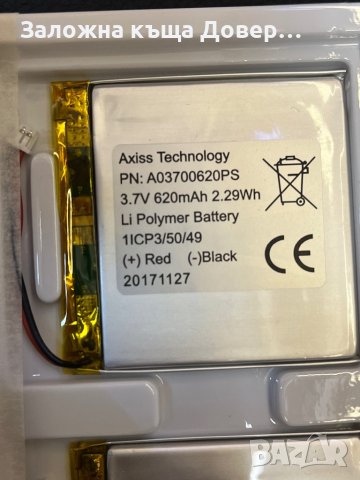 Заложна къща Довер...
Axiss Technology
PN: A03700620PS
3.7V 620mAh 2.29Wh
Li Polymer Battery
1ICP3/50/49
(+) Red (-)Black
20171127
CE
BAZAR